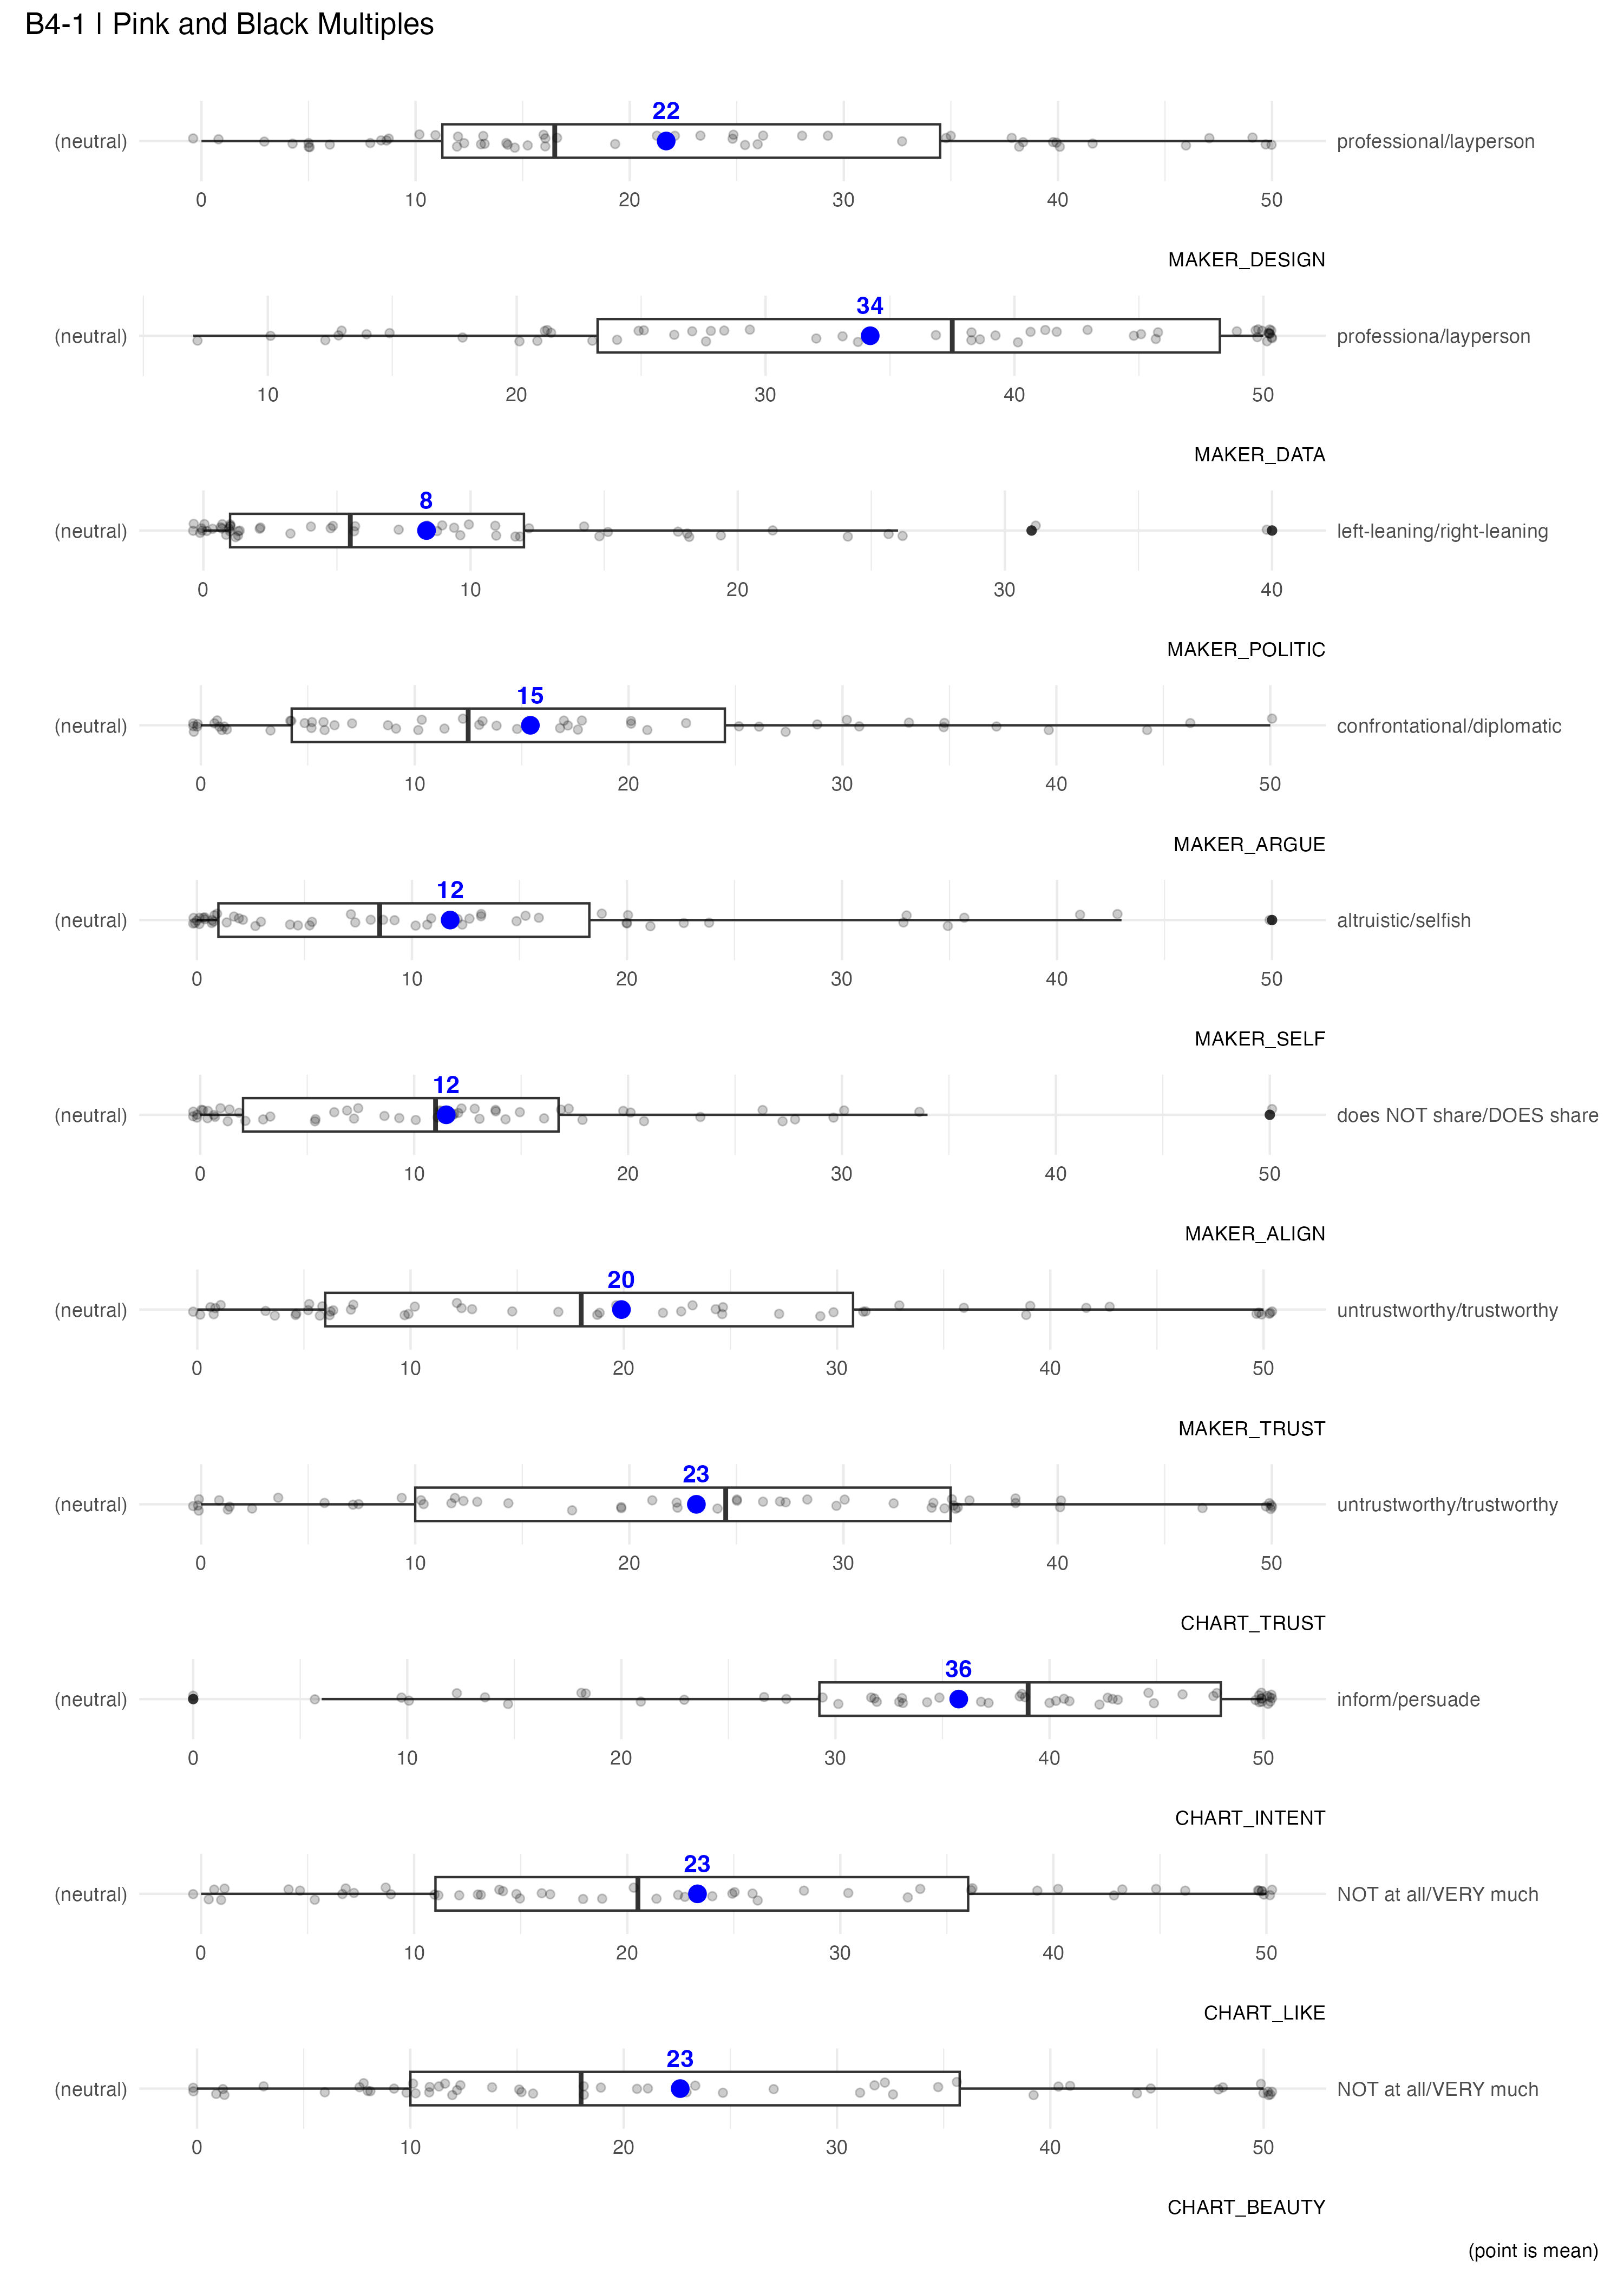 B4-1 | Pink and Black Multiples
22
(neutral) professional/layperson
0 10 20 30 40 50
MAKER_DESIGN
34
(neutral) professiona/layperson
10 20 30 40 50
MAKER_DATA
8
(neutral) left-leaning/right-leaning
0 10 20 30 40
MAKER_POLITIC
15
(neutral) confrontational/diplomatic
0 10 20 30 40 50
MAKER_ARGUE
12
(neutral) altruistic/selfish
0 10 20 30 40 50
MAKER_SELF
12
(neutral) does NOT share/DOES share
0 10 20 30 40 50
MAKER_ALIGN
20
(neutral) untrustworthy/trustworthy
0 10 20 30 40 50
MAKER_TRUST
23
(neutral) untrustworthy/trustworthy
0 10 20 30 40 50
CHART_TRUST
36
(neutral) inform/persuade
0 10 20 30 40 50
CHART_INTENT
23
(neutral) NOT at all/VERY much
0 10 20 30 40 50
CHART_LIKE
23
(neutral) NOT at all/VERY much
0 10 20 30 40 50
CHART_BEAUTY
(point is mean)